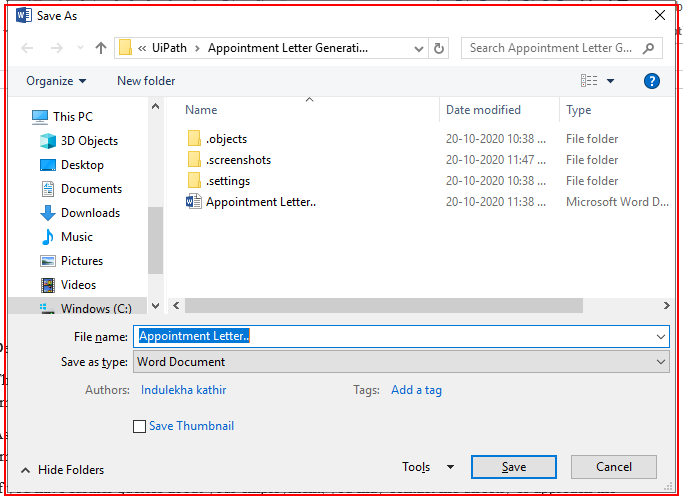 Save As
« UiPath › Appointment Letter Generati...
Search Appointment Letter G...
Organize
New folder
This PC
3D Objects
Desktop
Documents
Downloads
Music
Pictures
Videos
Windows (C:)
Name Date modified Type
.objects 20-10-2020 10:38 ... File folder
.screenshots 20-10-2020 11:47 ... File folder
.settings 20-10-2020 10:38 ... File folder
Appointment Letter.. 20-10-2020 11:38 ... Microsoft Word D...
File name: Appointment Letter..
Save as type: Word Document
Authors: Indulekha kathir
Tags: Add a tag
Save Thumbnail
Hide Folders
Tools
Save
Cancel